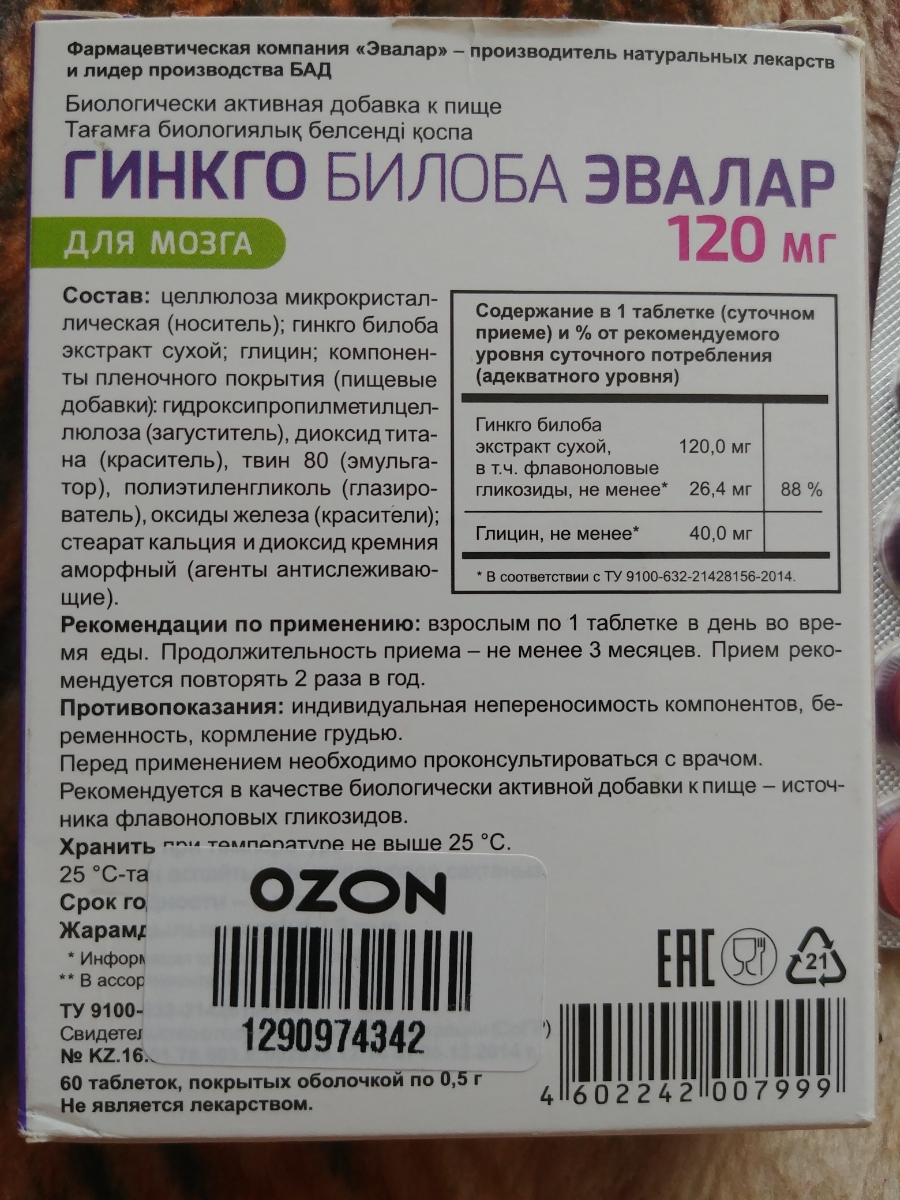 Фармацевтическая компания «Эвалар» – производитель натуральных лекарств
и лидер производства БАД
Биологически активная добавка к пище
Тағамға биологиялық белсенді қоспа
ГИНКГО БИЛОБА ЭВАЛАР
120 мг
ДЛЯ МОЗГА
Состав: целлюлоза микрокристал-
лическая (носитель); гинкго билоба
экстракт сухой; глицин; компонен-
ты пленочного покрытия (пищевые
добавки): гидроксипропилметилцел-
люлоза (загуститель), диоксид тита-
на (краситель), твин 80 (эмульга-
тор), полиэтиленгликоль (глазиро-
ватель), оксиды железа (красители);
стеарат кальция и диоксид кремния
аморфный (агенты антислеживаю-
щие).
Содержание в 1 таблетке (суточном
приеме) и % от рекомендуемого
уровня суточного потребления
(адекватного уровня)
Гинкго билоба
экстракт сухой, 120,0 мг
в т.ч. флавоноловые
гликозиды, не менее* 26,4 мг 88 %
Глицин, не менее* 40,0 мг
* В соответствии с ТУ 9100-632-21428156-2014.
Рекомендации по применению: взрослым по 1 таблетке в день во вре-
мя еды. Продолжительность приема – не менее 3 месяцев. Прием реко-
мендуется повторять 2 раза в год.
Противопоказания: индивидуальная непереносимость компонентов, бе-
ременность, кормление грудью.
Перед применением необходимо проконсультироваться с врачом.
Рекомендуется в качестве биологически активной добавки к пище – источ-
ника флавоноловых гликозидов.
Хранить при температуре не выше 25 °С.
25 °С-та
Срок
* 
** В
ТУ 9100-
№ KZ.16.
OZON
1290974342
60 таблеток, покрытых оболочкой по 0,5 г
Не является лекарством.
EAC
21
4 602242 007999